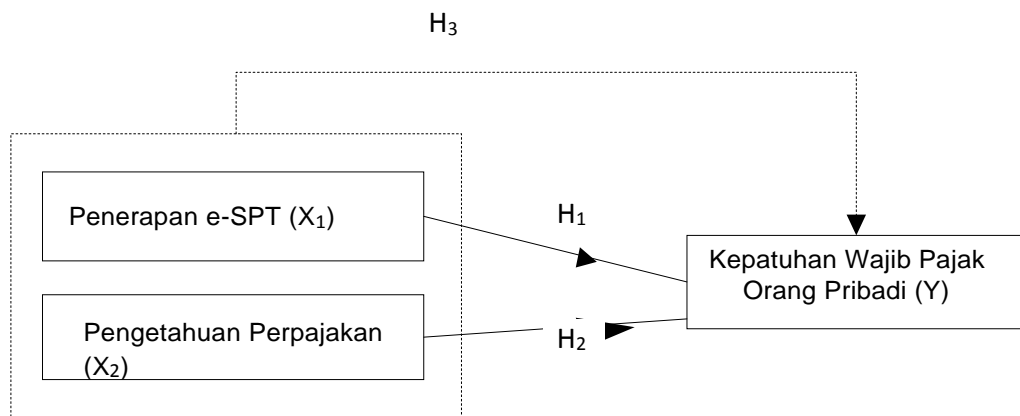 H₃
Penerapan e-SPT (X₁)
H₁
Kepatuhan Wajib Pajak
Orang Pribadi (Y)
Pengetahuan Perpajakan
(X₂)
H₂